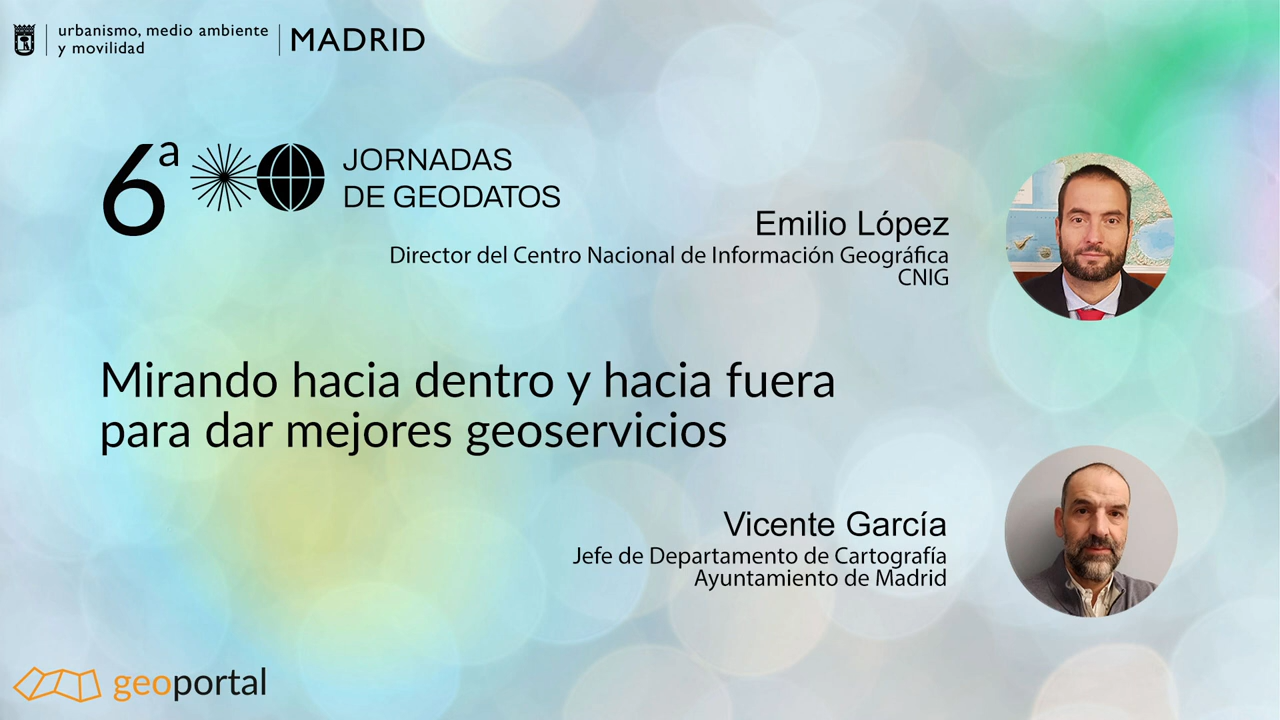 urbanismo, medio ambiente
y movilidad
MADRID
6ª
JORNADAS
DE GEODATOS
Emilio López
Director del Centro Nacional de Información Geográfica
CNIG
Mirando hacia dentro y hacia fuera
para dar mejores geoservicios
Vicente García
Jefe de Departamento de Cartografía
Ayuntamiento de Madrid
geoportal